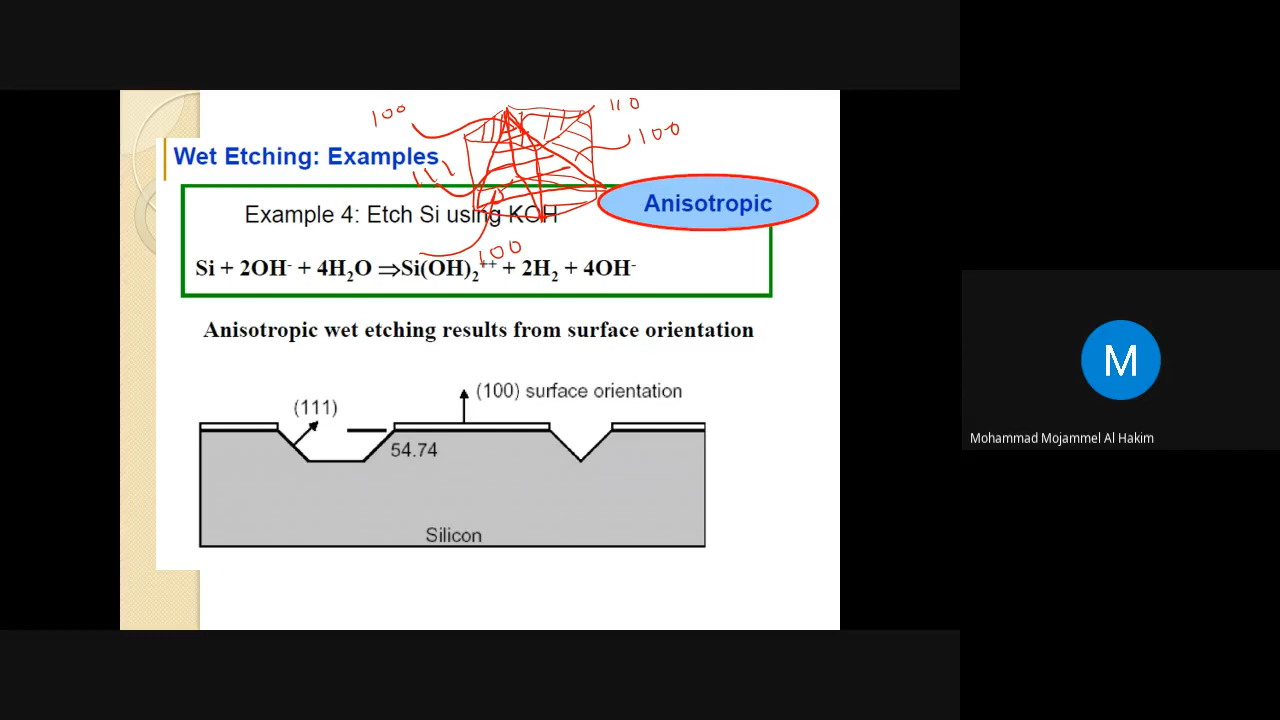 100
110
100
Wet Etching: Examples
111
Anisotropic
Example 4: Etch Si using KOH
100
Si + 2OH⁻ + 4H₂O ⇒Si(OH)₂⁺⁺ + 2H₂ + 4OH⁻
Anisotropic wet etching results from surface orientation
(100) surface orientation
(111)
54.74
Silicon
M
Mohammad Mojammel Al Hakim